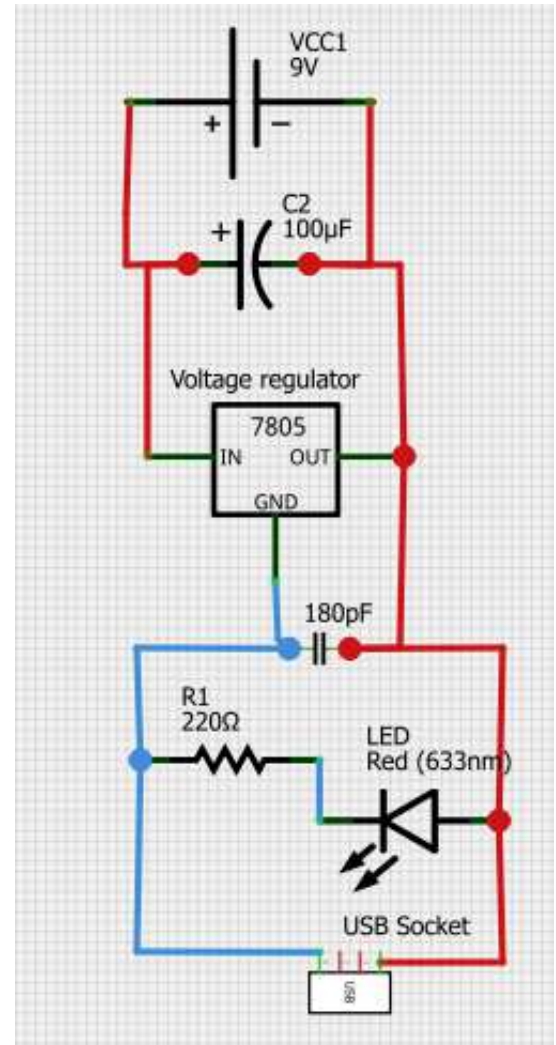 VCC1
9V
+ −
C2
100µF
+
Voltage regulator
7805
IN OUT
GND
180pF
R1
220Ω
LED
Red (633nm)
USB Socket
USB